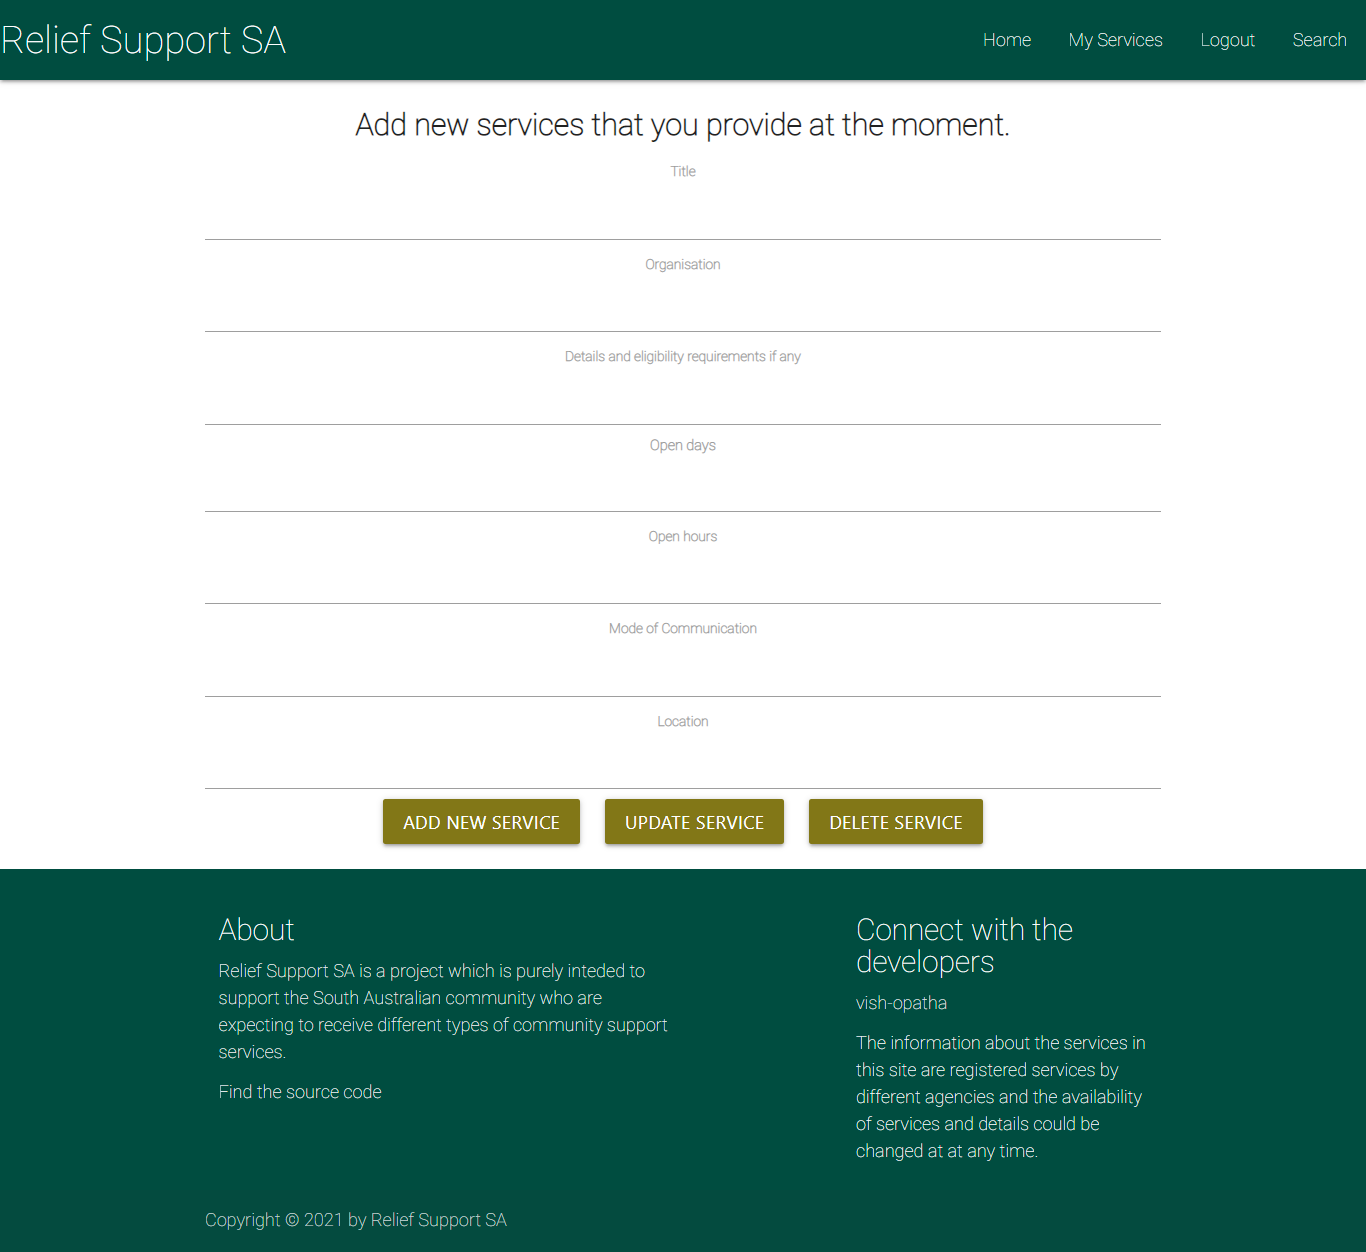 Relief Support SA
Home
My Services
Logout
Search
Add new services that you provide at the moment.
Title
Organisation
Details and eligibility requirements if any
Open days
Open hours
Mode of Communication
Location
ADD NEW SERVICE
UPDATE SERVICE
DELETE SERVICE
About
Relief Support SA is a project which is purely inteded to
support the South Australian community who are
expecting to receive different types of community support
services.
Find the source code
Connect with the
developers
vish-opatha
The information about the services in
this site are registered services by
different agencies and the availability
of services and details could be
changed at at any time.
Copyright © 2021 by Relief Support SA